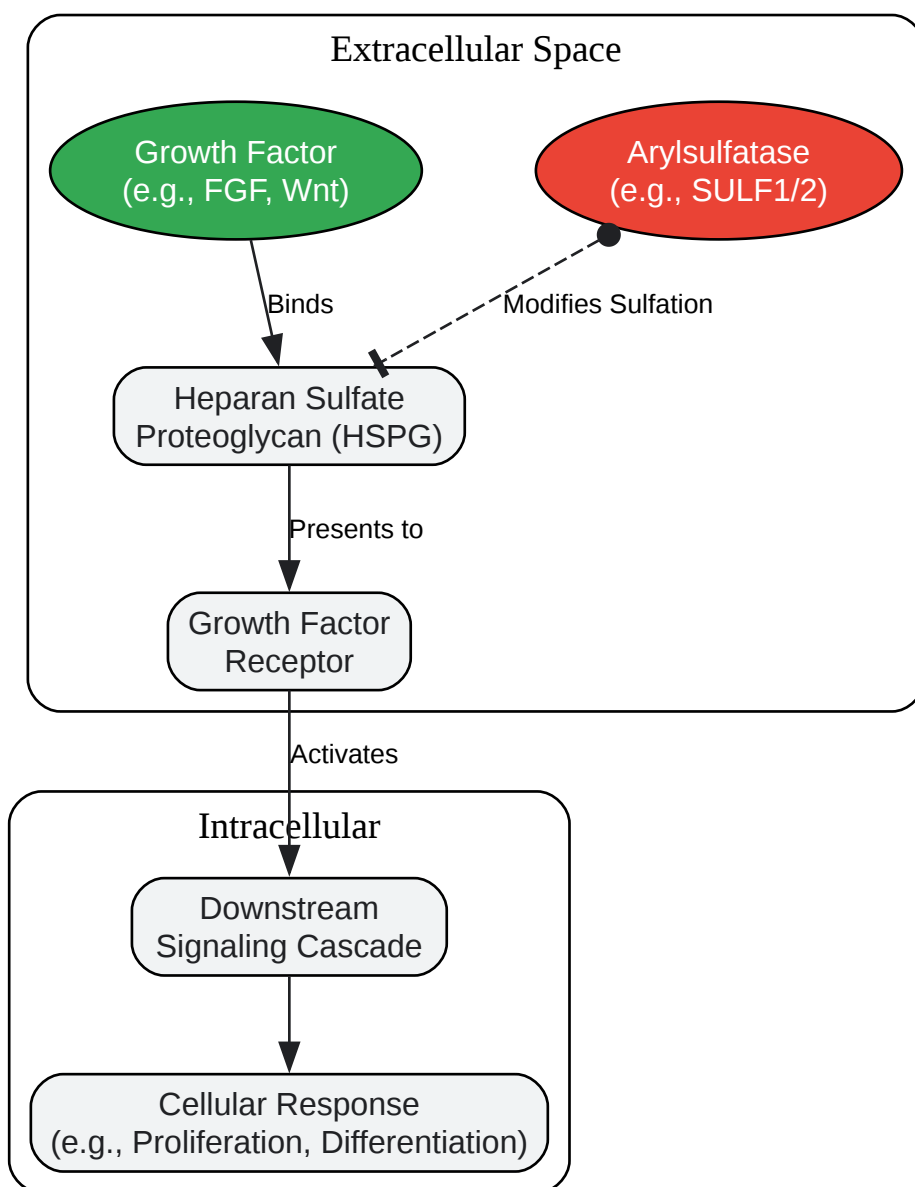 Extracellular Space
Growth Factor
(e.g., FGF, Wnt)
Arylsulfatase
(e.g., SULF1/2)
Binds
Modifies Sulfation
Heparan Sulfate
Proteoglycan (HSPG)
Presents to
Growth Factor
Receptor
Activates
Intracellular
Downstream
Signaling Cascade
Cellular Response
(e.g., Proliferation, Differentiation)